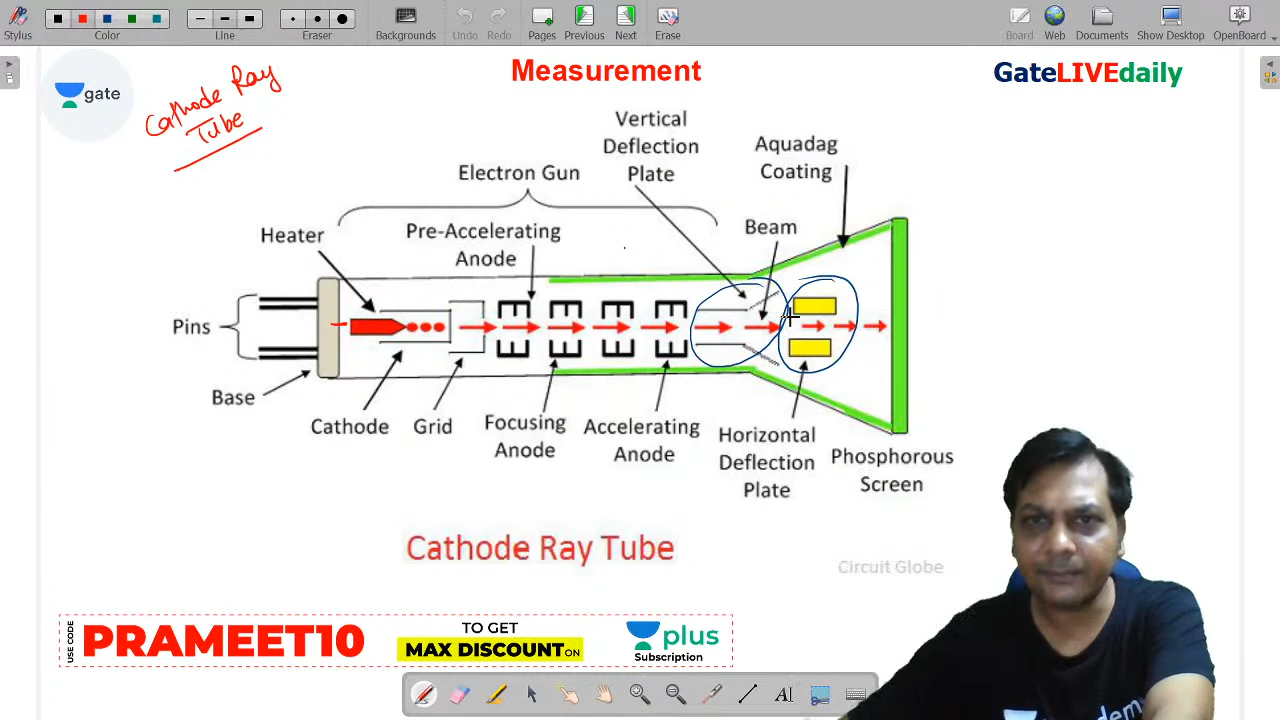 Stylus
Color
Line
Eraser
Backgrounds
Undo
Redo
Pages
Previous
Next
Erase
Board
Web
Documents
Show Desktop
OpenBoard
gate
Cathode Ray
Tube
Measurement
GateLIVEdaily
Vertical
Deflection
Plate
Aquadag
Coating
Electron Gun
Heater
Pre-Accelerating
Anode
Beam
Pins
Base
Cathode
Grid
Focusing
Anode
Accelerating
Anode
Horizontal
Deflection
Plate
Phosphorous
Screen
Cathode Ray Tube
Circuit Globe
USE CODE
PRAMEET10
TO GET
MAX DISCOUNT ON
plus
Subscription